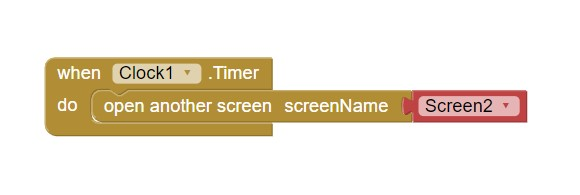 when Clock1 .Timer
do open another screen screenName Screen2